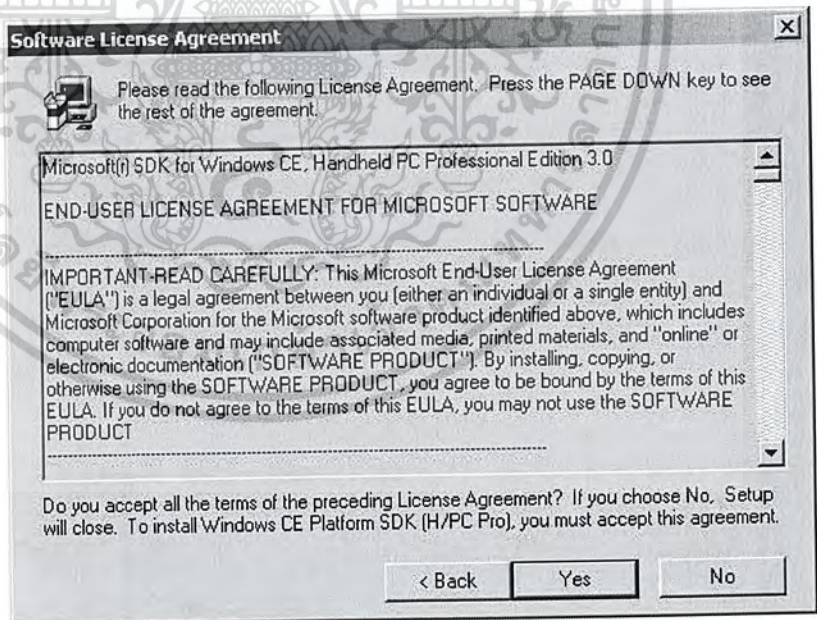 Software License Agreement
Please read the following License Agreement. Press the PAGE DOWN key to see
the rest of the agreement.
Microsoft(r) SDK for Windows CE, Handheld PC Professional Edition 3.0
END-USER LICENSE AGREEMENT FOR MICROSOFT SOFTWARE
IMPORTANT-READ CAREFULLY: This Microsoft End-User License Agreement
("EULA") is a legal agreement between you (either an individual or a single entity) and
Microsoft Corporation for the Microsoft software product identified above, which includes
computer software and may include associated media, printed materials, and "online" or
electronic documentation ("SOFTWARE PRODUCT"). By installing, copying, or
otherwise using the SOFTWARE PRODUCT, you agree to be bound by the terms of this
EULA. If you do not agree to the terms of this EULA, you may not use the SOFTWARE
PRODUCT
Do you accept all the terms of the preceding License Agreement? If you choose No, Setup
will close. To install Windows CE Platform SDK (H/PC Pro), you must accept this agreement.
< Back
Yes
No